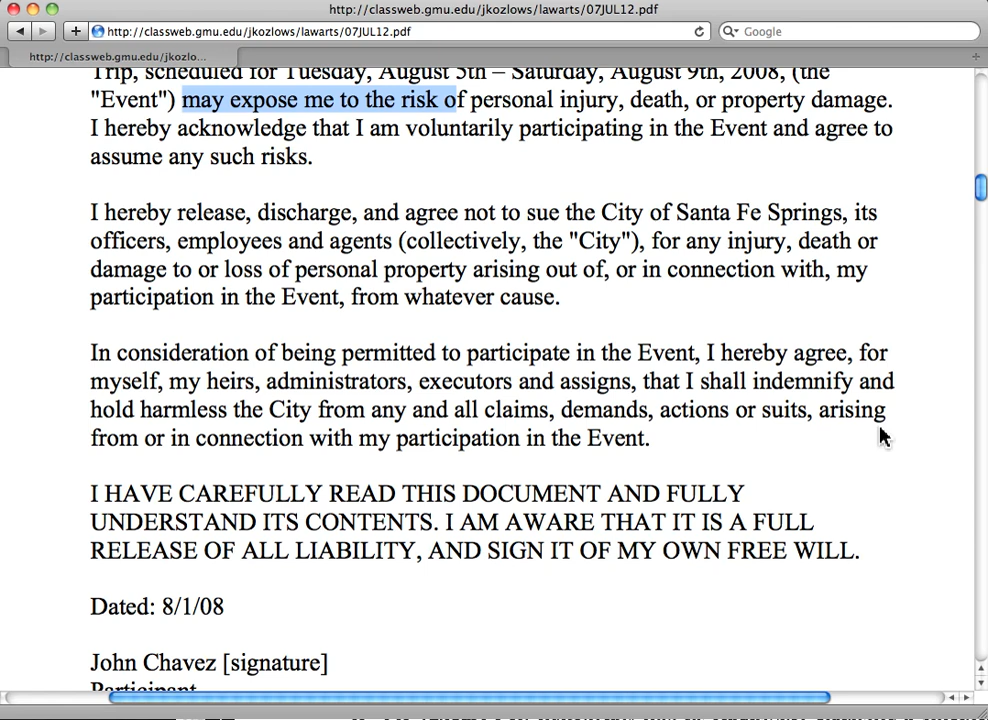 http://classweb.gmu.edu/jkozlows/lawarts/07JUL12.pdf
http://classweb.gmu.edu/jkozlows/lawarts/07JUL12.pdf
Google
http://classweb.gmu.edu/jkozlo...
Trip, scheduled for Tuesday, August 5th – Saturday, August 9th, 2008, (the
"Event") may expose me to the risk of personal injury, death, or property damage.
I hereby acknowledge that I am voluntarily participating in the Event and agree to
assume any such risks.
I hereby release, discharge, and agree not to sue the City of Santa Fe Springs, its
officers, employees and agents (collectively, the "City"), for any injury, death or
damage to or loss of personal property arising out of, or in connection with, my
participation in the Event, from whatever cause.
In consideration of being permitted to participate in the Event, I hereby agree, for
myself, my heirs, administrators, executors and assigns, that I shall indemnify and
hold harmless the City from any and all claims, demands, actions or suits, arising
from or in connection with my participation in the Event.
I HAVE CAREFULLY READ THIS DOCUMENT AND FULLY
UNDERSTAND ITS CONTENTS. I AM AWARE THAT IT IS A FULL
RELEASE OF ALL LIABILITY, AND SIGN IT OF MY OWN FREE WILL.
Dated: 8/1/08
John Chavez [signature]
Participant